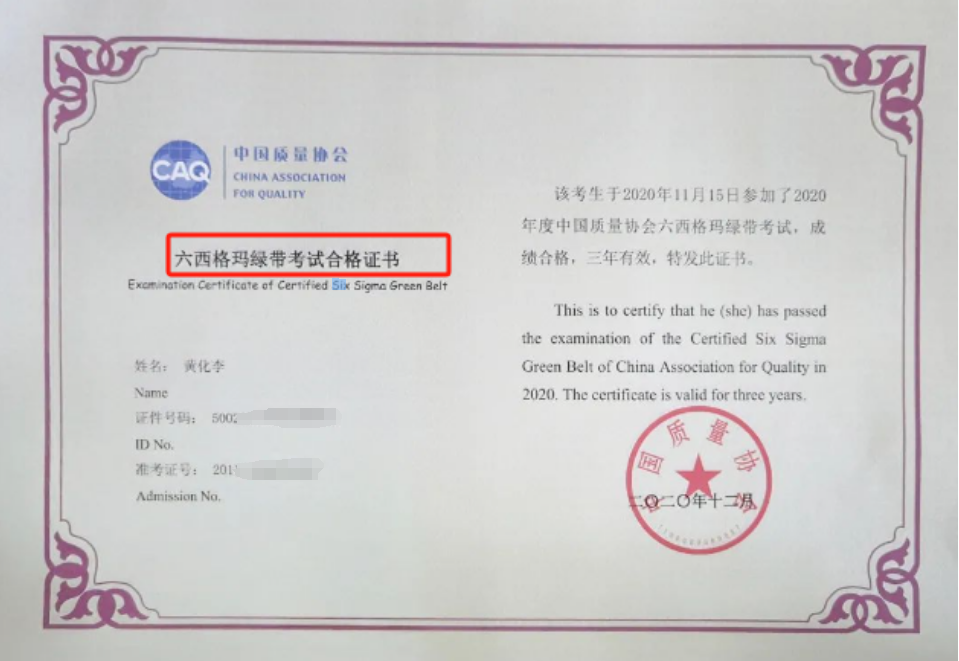 CAQ
中国质量协会
CHINA ASSOCIATION
FOR QUALITY
六西格玛绿带考试合格证书
Examination Certificate of Certified Six Sigma Green Belt
姓名： 黄化李
Name
证件号码： 5002
ID No.
准考证号： 201
Admission No.
该考生于2020年11月15日参加了2020
年度中国质量协会六西格玛绿带考试，成
绩合格，三年有效，特发此证书。
This is to certify that he (she) has passed
the examination of the Certified Six Sigma
Green Belt of China Association for Quality in
2020. The certificate is valid for three years.
中国质量协会
二〇二〇年十二月